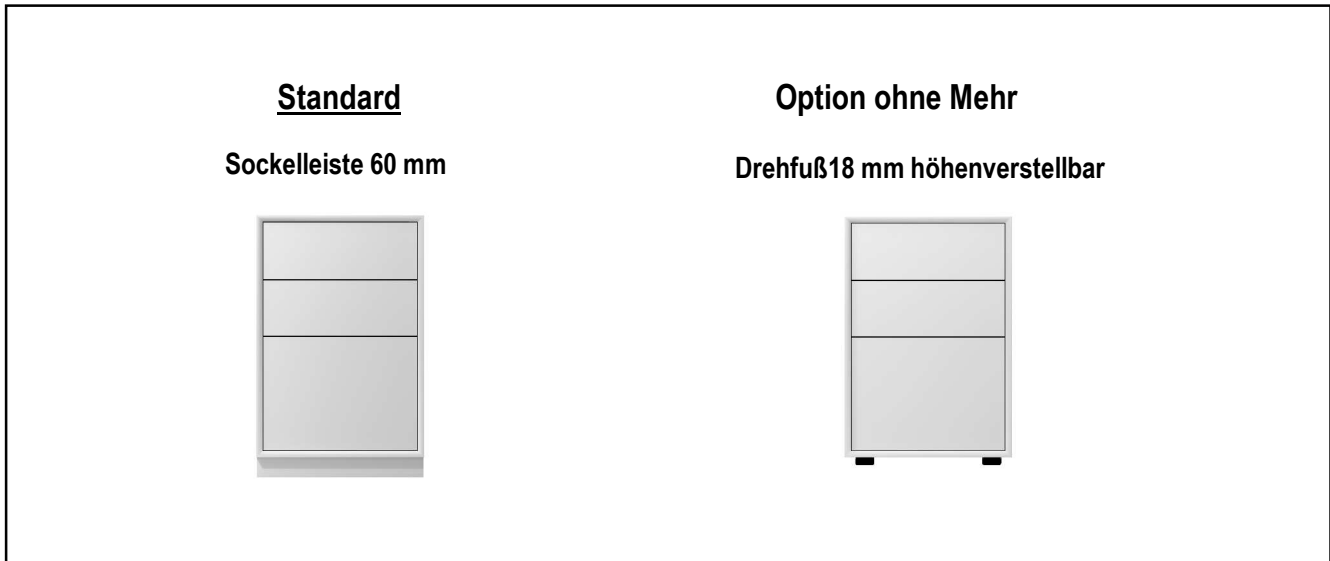 Standard
Option ohne Mehr
Sockelleiste 60 mm
Drehfuß18 mm höhenverstellbar